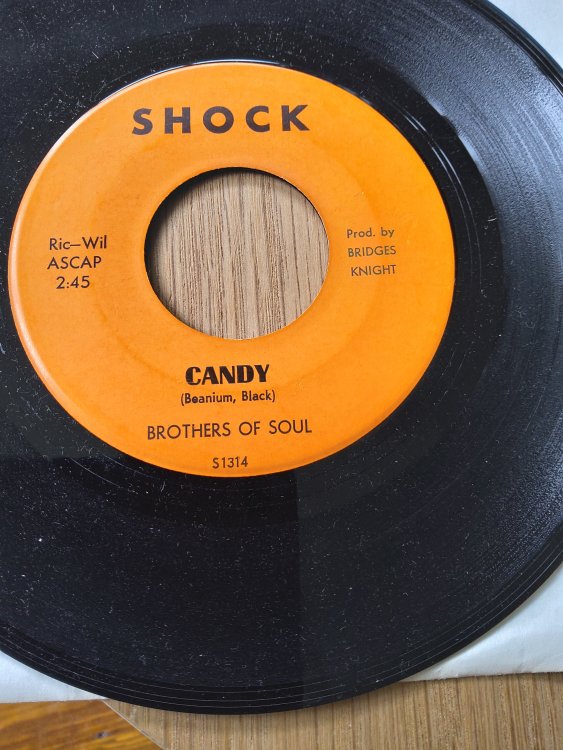 SHOCK
Ric—Wil
ASCAP
2:45
Prod. by
BRIDGES
KNIGHT
CANDY
(Beanium, Black)
BROTHERS OF SOUL
S1314